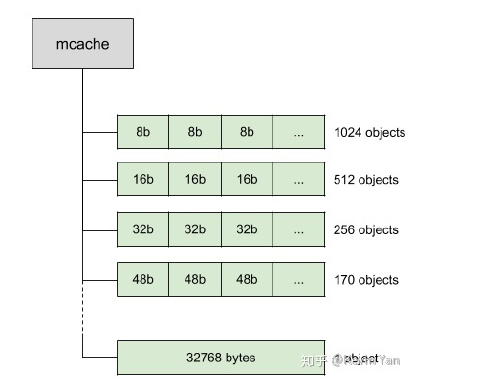 mcache
8b 8b 8b ... 1024 objects
16b 16b 16b ... 512 objects
32b 32b 32b ... 256 objects
48b 48b 48b ... 170 objects
32768 bytes 1 object
知乎 Yan